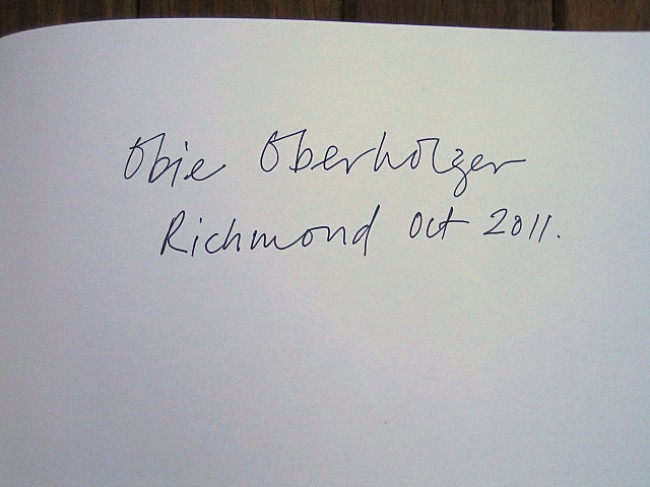 Obie Oberholzer
Richmond Oct 2011.